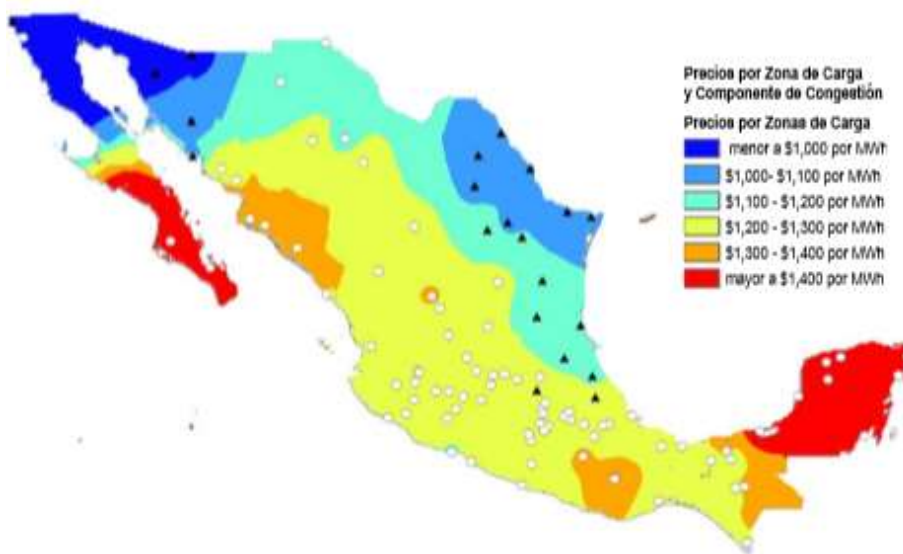 Precios por Zona de Carga
y Componente de Congestión
Precios por Zonas de Carga
menor a $1,000 por MWh
$1,000- $1,100 por MWh
$1,100 - $1,200 por MWh
$1,200 - $1,300 por MWh
$1,300 - $1,400 por MWh
mayor a $1,400 por MWh